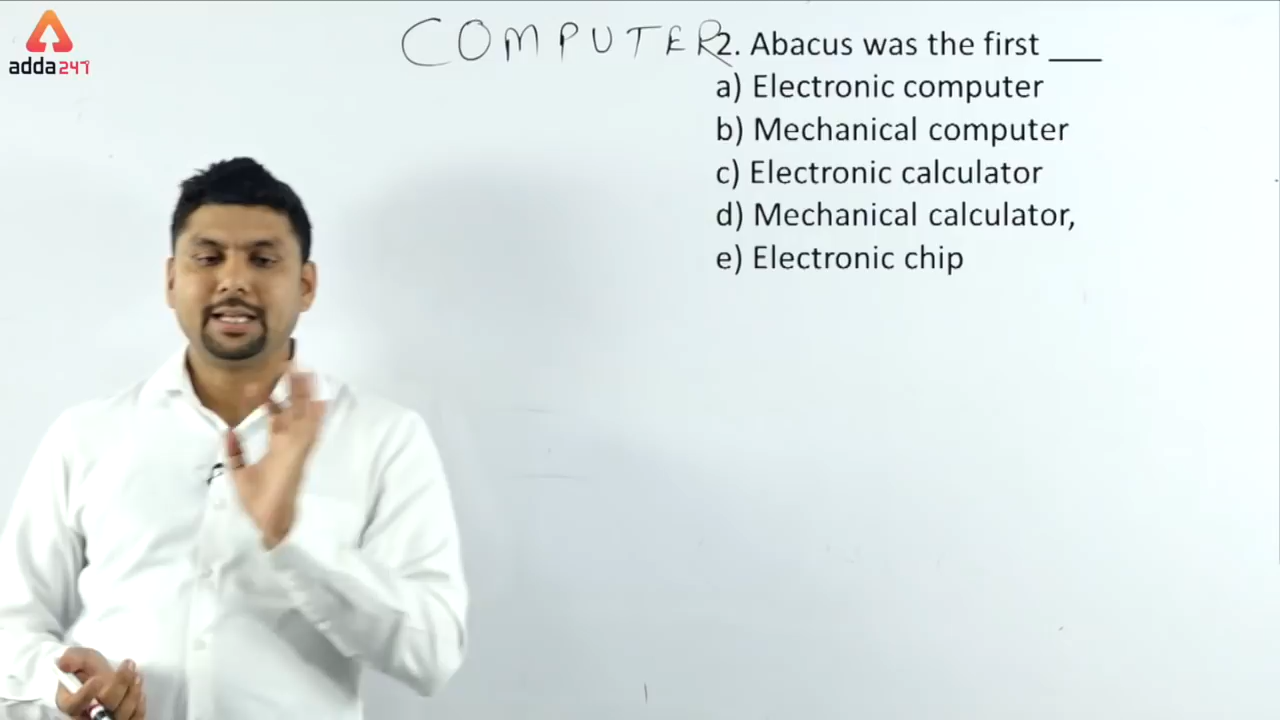 adda247
COMPUTER
2. Abacus was the first ___
a) Electronic computer
b) Mechanical computer
c) Electronic calculator
d) Mechanical calculator,
e) Electronic chip